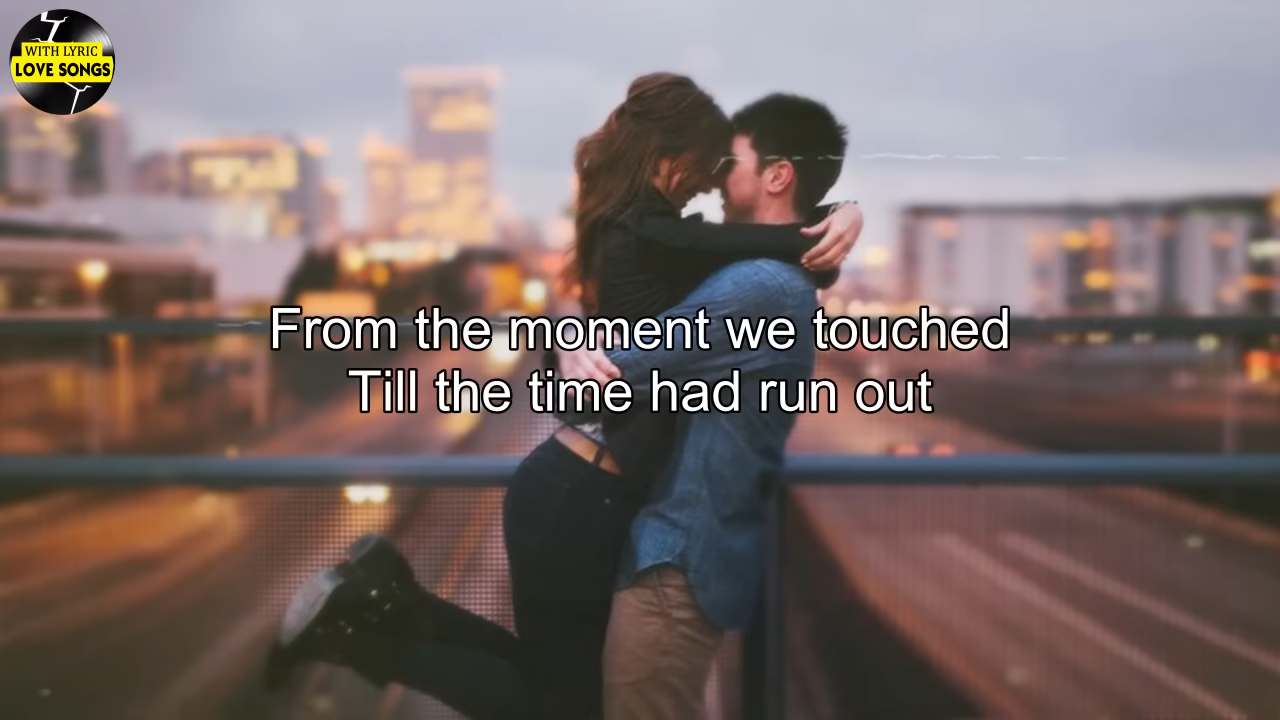 WITH LYRIC
LOVE SONGS
From the moment we touched
Till the time had run out